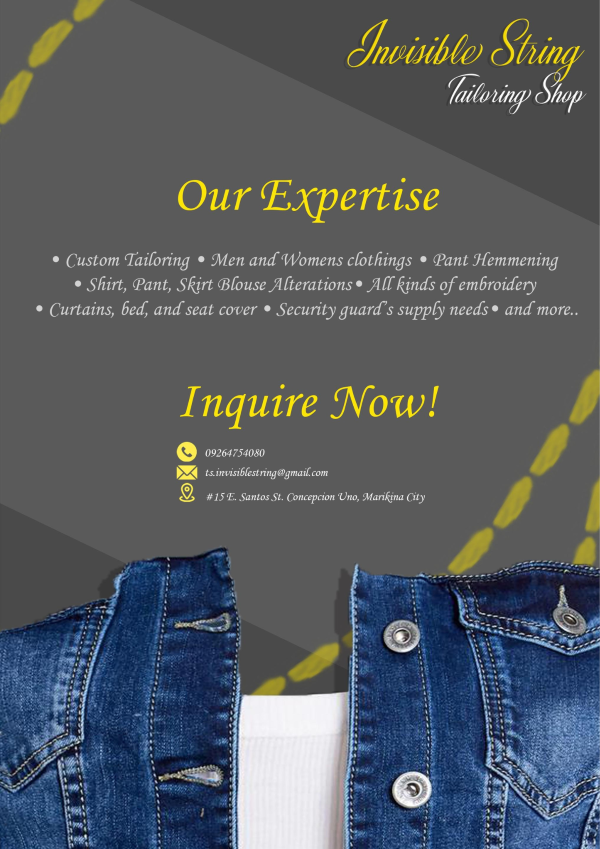 Invisible String
Tailoring Shop
Our Expertise
• Custom Tailoring • Men and Womens clothings • Pant Hemmening
• Shirt, Pant, Skirt Blouse Alterations • All kinds of embroidery
• Curtains, bed, and seat cover • Security guard's supply needs • and more..
Inquire Now!
09264754080
ts.invisiblestring@gmail.com
#15 E. Santos St. Concepcion Uno, Marikina City